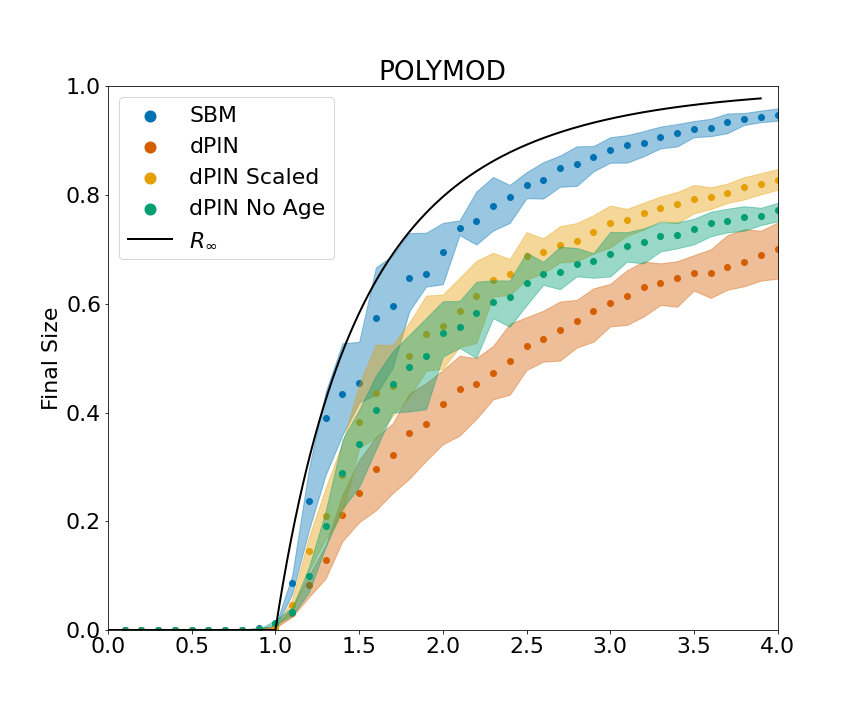 POLYMOD
1.0
0.8
0.6
0.4
0.2
0.0
Final Size
SBM
dPIN
dPIN Scaled
dPIN No Age
R∞
0.0 0.5 1.0 1.5 2.0 2.5 3.0 3.5 4.0